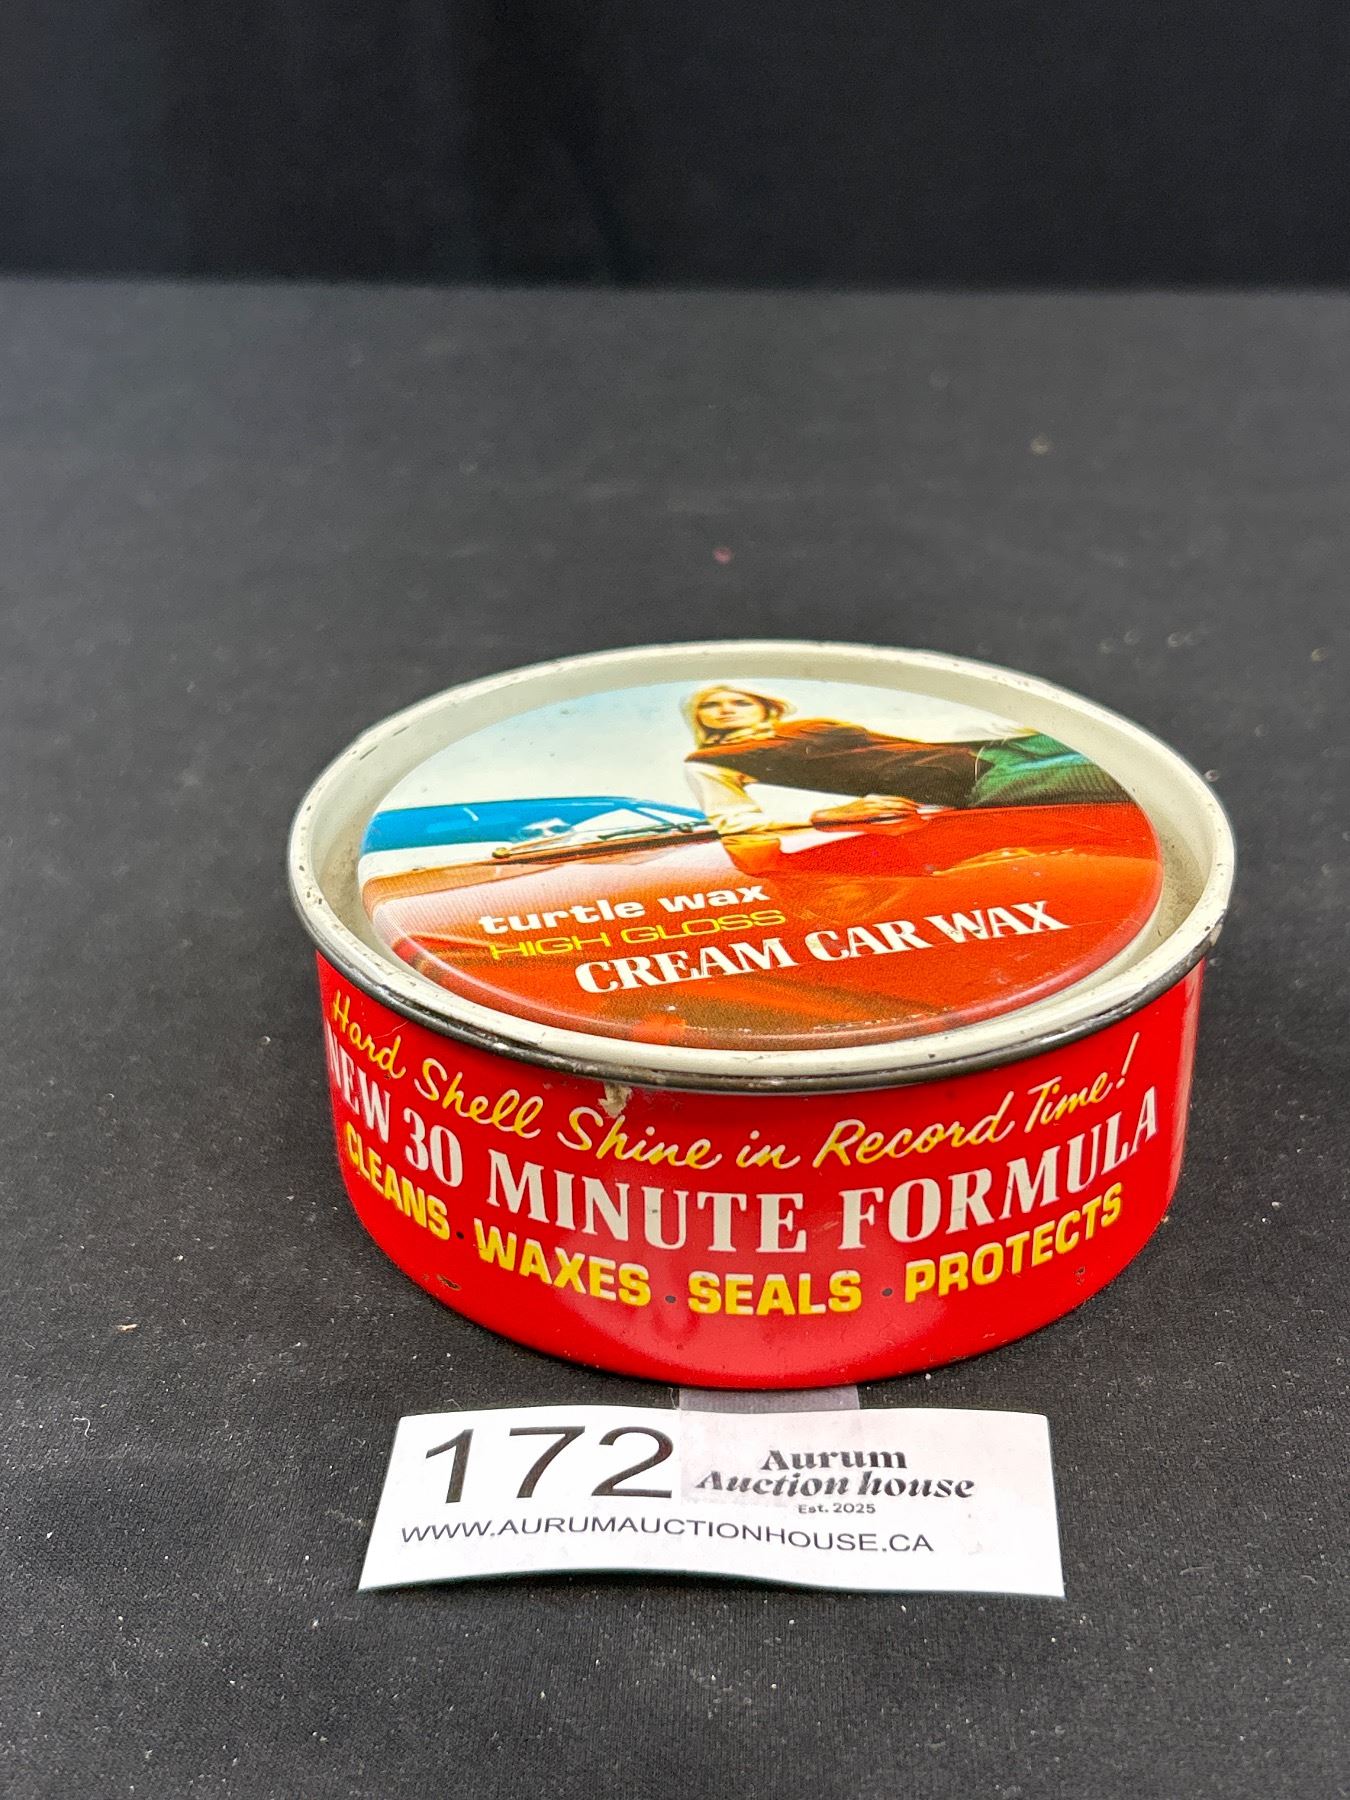 turtle wax
HIGH GLOSS
CREAM CAR WAX
Hard Shell Shine in Record Time!
NEW 30 MINUTE FORMULA
CLEANS · WAXES · SEALS · PROTECTS
172
Aurum
Auction house
Est. 2025
WWW.AURUMAUCTIONHOUSE.CA